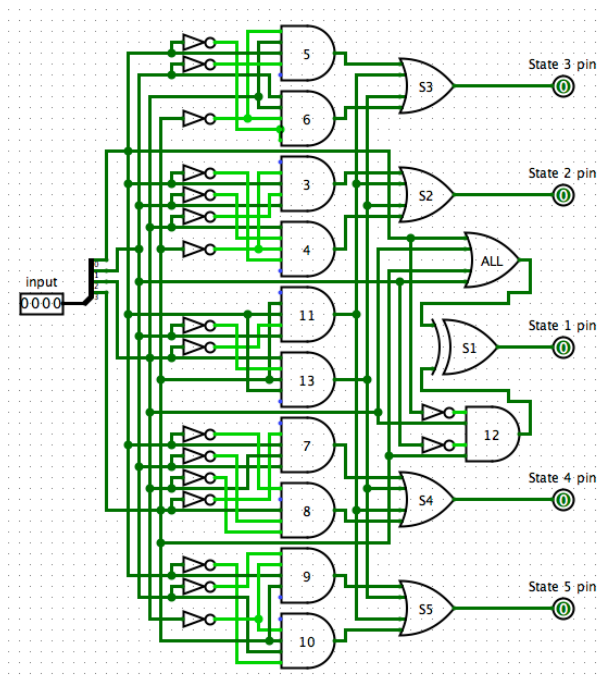 5
State 3 pin
S3
0
6
State 2 pin
3
S2
0
4
ALL
input
0000
11
State 1 pin
S1
0
13
12
7
State 4 pin
S4
0
8
9
State 5 pin
S5
0
10